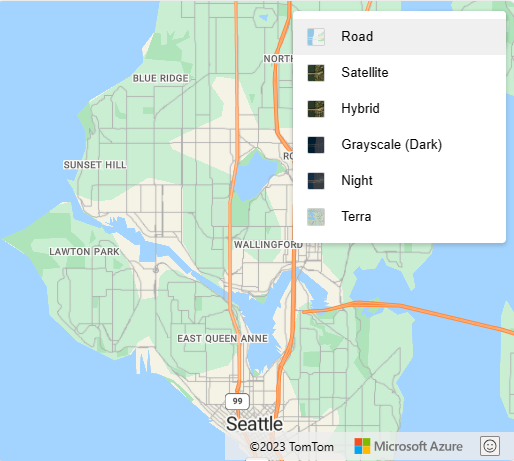 Road
Satellite
Hybrid
Grayscale (Dark)
Night
Terra
BLUE RIDGE
SUNSET HILL
WALLINGFORD
LAWTON PARK
EAST QUEEN ANNE
99
Seattle
©2023 TomTom
Microsoft Azure